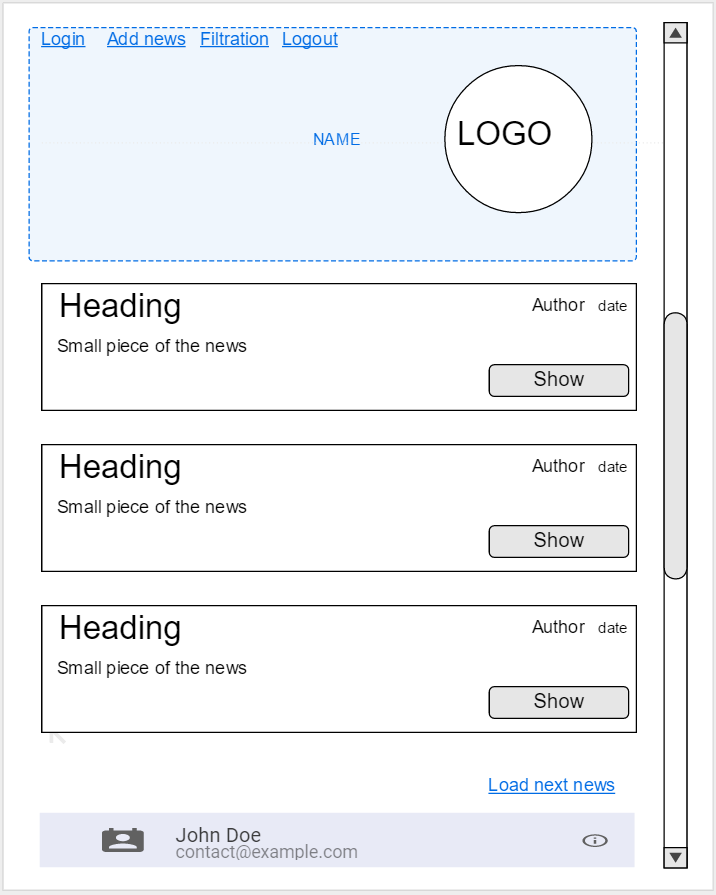 Login Add news Filtration Logout
NAME
LOGO
Heading
Author date
Small piece of the news
Show
Heading
Author date
Small piece of the news
Show
Heading
Author date
Small piece of the news
Show
Load next news
John Doe
contact@example.com